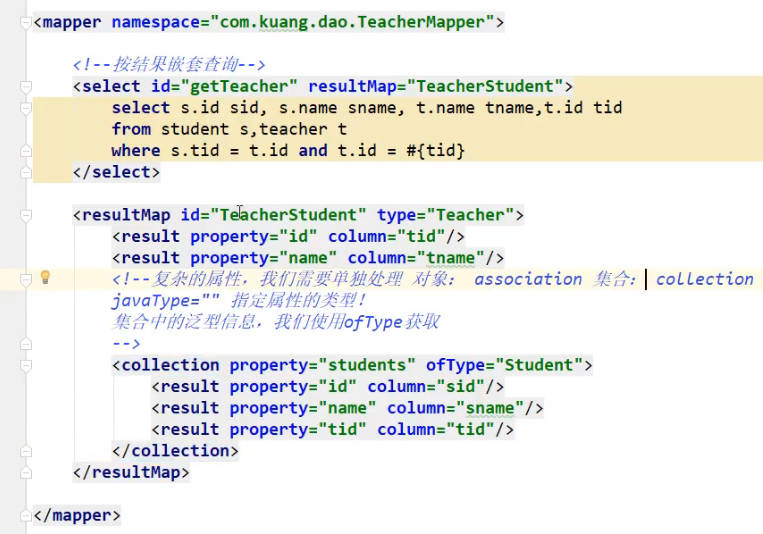 <mapper namespace="com.kuang.dao.TeacherMapper">
<!--按结果嵌套查询-->
<select id="getTeacher" resultMap="TeacherStudent">
select s.id sid, s.name sname, t.name tname,t.id tid
from student s,teacher t
where s.tid = t.id and t.id = #{tid}
</select>
<resultMap id="TeacherStudent" type="Teacher">
<result property="id" column="tid"/>
<result property="name" column="tname"/>
<!--复杂的属性，我们需要单独处理 对象： association 集合： collection
javaType="" 指定属性的类型！
集合中的泛型信息，我们使用ofType获取
-->
<collection property="students" ofType="Student">
<result property="id" column="sid"/>
<result property="name" column="sname"/>
<result property="tid" column="tid"/>
</collection>
</resultMap>
</mapper>